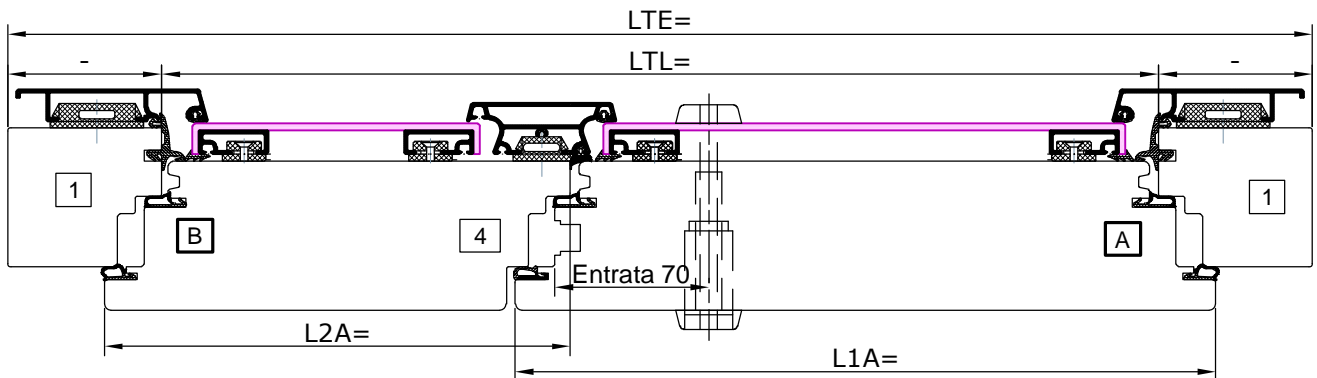 LTE=
- LTL= -
1 1
B 4 A
Entrata 70
L2A=
L1A=